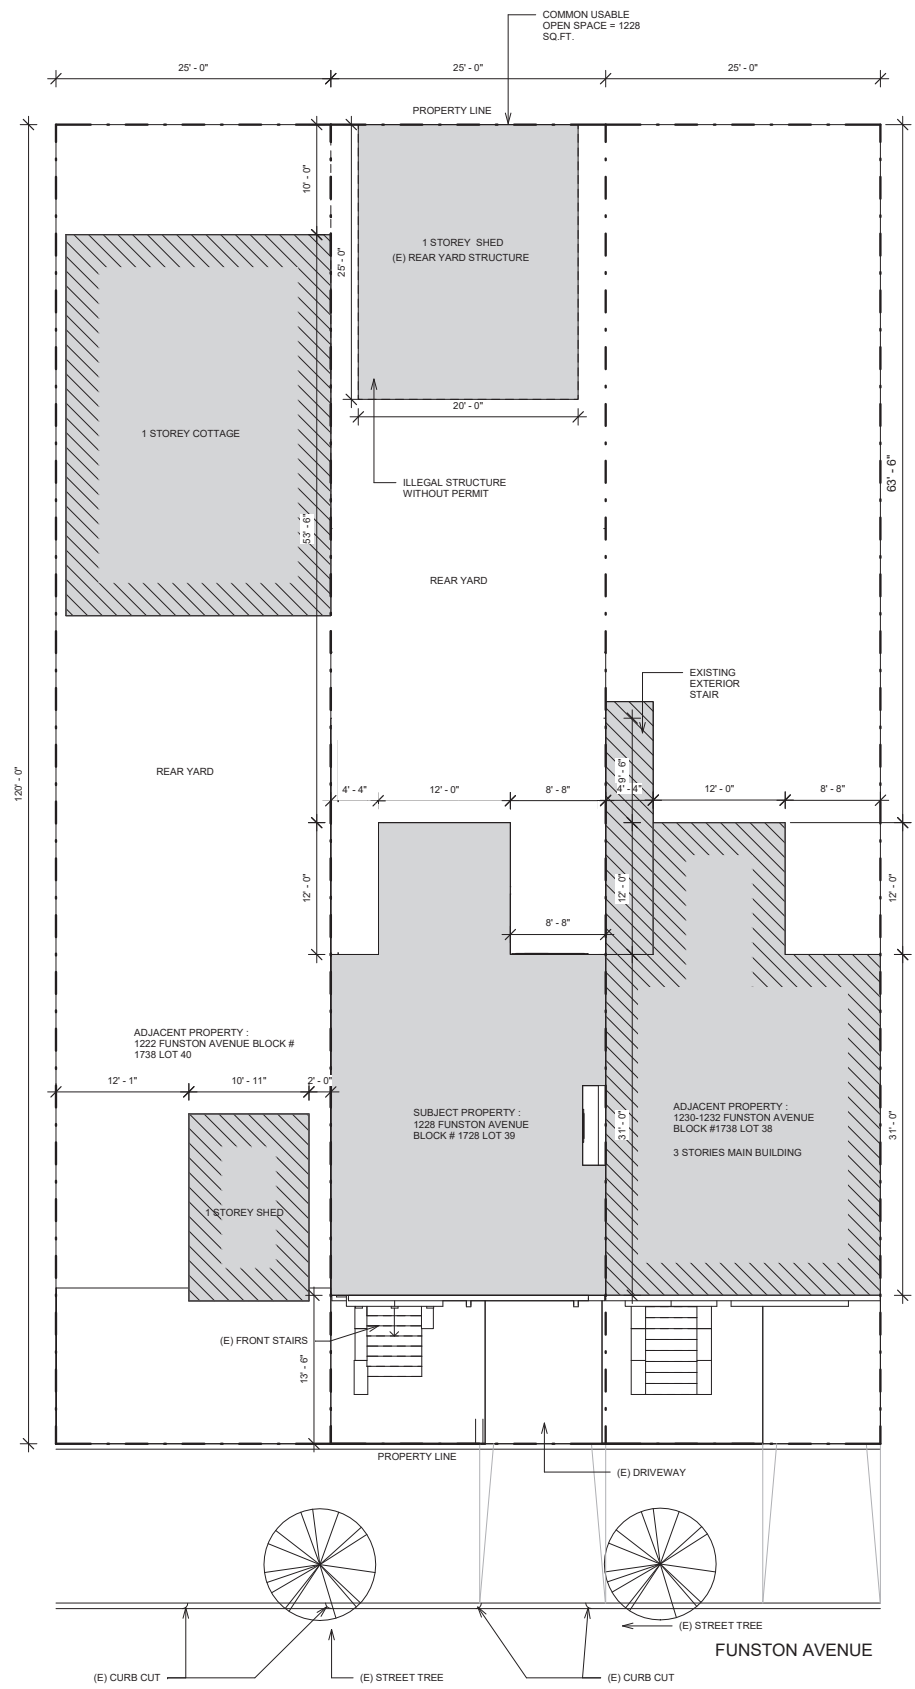 COMMON USABLE
OPEN SPACE = 1228
SQ.FT.
25' - 0"
25' - 0"
25' - 0"
PROPERTY LINE
10' - 0"
25' - 0"
1 STOREY SHED
(E) REAR YARD STRUCTURE
20' - 0"
1 STOREY COTTAGE
63' - 6"
ILLEGAL STRUCTURE
WITHOUT PERMIT
53' - 6"
REAR YARD
EXISTING
EXTERIOR
STAIR
REAR YARD
120' - 0"
9' - 6"
4' - 4"
12' - 0"
8' - 8"
4' - 4"
12' - 0"
8' - 8"
12' - 0"
12' - 0"
12' - 0"
8' - 8"
ADJACENT PROPERTY :
1222 FUNSTON AVENUE BLOCK #
1738 LOT 40
12' - 1"
10' - 11"
2' - 0"
SUBJECT PROPERTY :
1228 FUNSTON AVENUE
BLOCK # 1728 LOT 39
31' - 0"
ADJACENT PROPERTY :
1230-1232 FUNSTON AVENUE
BLOCK #1738 LOT 38
3 STORIES MAIN BUILDING
31' - 0"
1 STOREY SHED
(E) FRONT STAIRS
13' - 6"
PROPERTY LINE
(E) DRIVEWAY
(E) STREET TREE
FUNSTON AVENUE
(E) CURB CUT
(E) STREET TREE
(E) CURB CUT